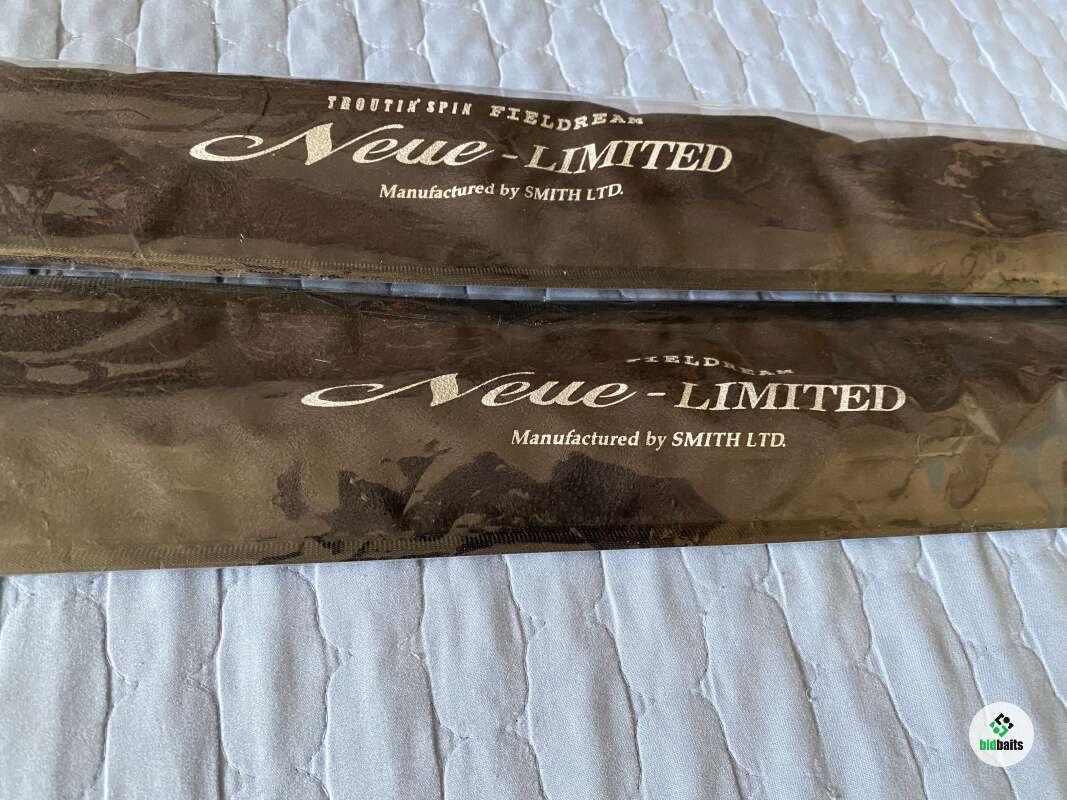 TROUTIN' SPIN FIELDREAM
Neue - LIMITED
Manufactured by SMITH LTD.
FIELDREAM
Neue - LIMITED
Manufactured by SMITH LTD.
bidbaits